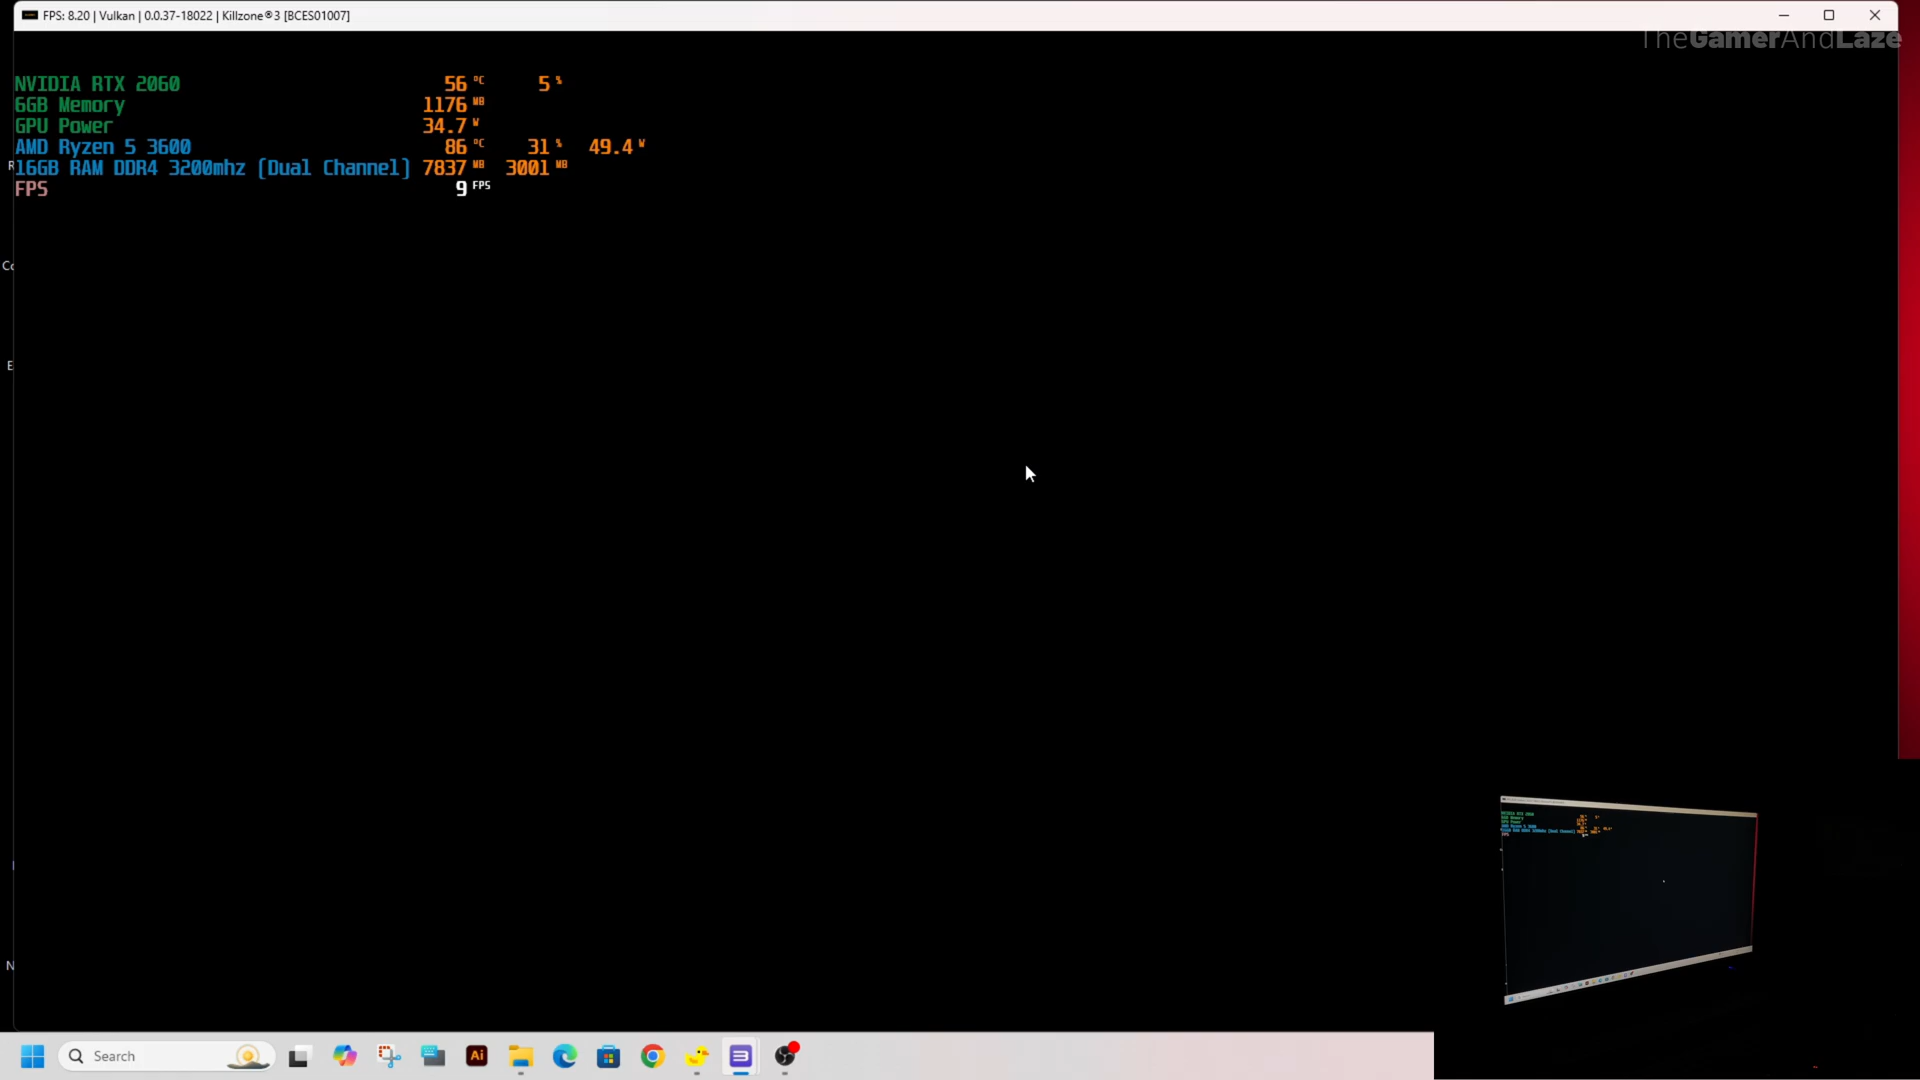 FPS: 8.20 | Vulkan | 0.0.37-18022 | Killzone®3 [BCES01007]
TheGamerAndLaze
NVIDIA RTX 2060 56 °C 5 %
6GB Memory 1176 MB
GPU Power 34.7 W
AMD Ryzen 5 3600 86 °C 31 % 49.4 W
R
16GB RAM DDR4 3200mhz [Dual Channel] 7837 MB 3001 MB
FPS 9 FPS
Co
E
N
Search
Ai